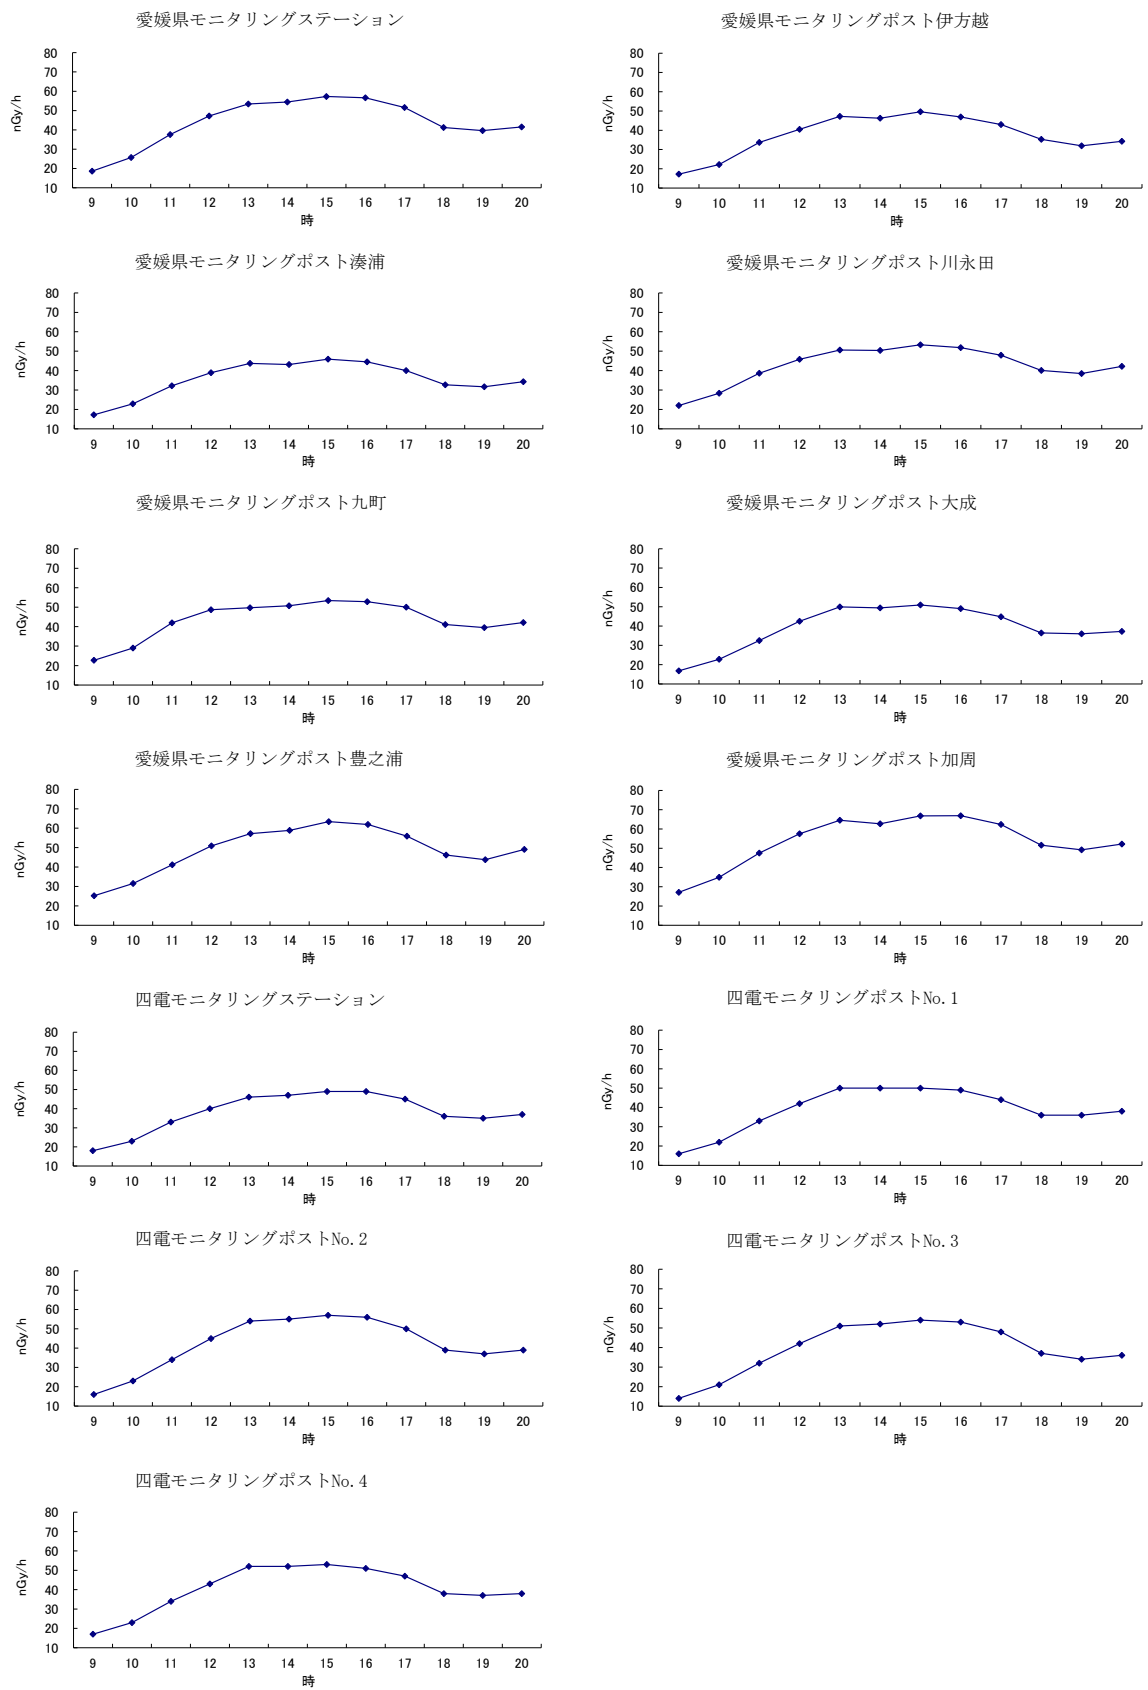 愛媛県モニタリングステーション
80
70
60
50
40
30
20
10
nGy/h
9 10 11 12 13 14 15 16 17 18 19 20
時
愛媛県モニタリングポスト伊方越
80
70
60
50
40
30
20
10
nGy/h
9 10 11 12 13 14 15 16 17 18 19 20
時
愛媛県モニタリングポスト湊浦
80
70
60
50
40
30
20
10
nGy/h
9 10 11 12 13 14 15 16 17 18 19 20
時
愛媛県モニタリングポスト川永田
80
70
60
50
40
30
20
10
nGy/h
9 10 11 12 13 14 15 16 17 18 19 20
時
愛媛県モニタリングポスト九町
80
70
60
50
40
30
20
10
nGy/h
9 10 11 12 13 14 15 16 17 18 19 20
時
愛媛県モニタリングポスト大成
80
70
60
50
40
30
20
10
nGy/h
9 10 11 12 13 14 15 16 17 18 19 20
時
愛媛県モニタリングポスト豊之浦
80
70
60
50
40
30
20
10
nGy/h
9 10 11 12 13 14 15 16 17 18 19 20
時
愛媛県モニタリングポスト加周
80
70
60
50
40
30
20
10
nGy/h
9 10 11 12 13 14 15 16 17 18 19 20
時
四電モニタリングステーション
80
70
60
50
40
30
20
10
nGy/h
9 10 11 12 13 14 15 16 17 18 19 20
時
四電モニタリングポストNo.1
80
70
60
50
40
30
20
10
nGy/h
9 10 11 12 13 14 15 16 17 18 19 20
時
四電モニタリングポストNo.2
80
70
60
50
40
30
20
10
nGy/h
9 10 11 12 13 14 15 16 17 18 19 20
時
四電モニタリングポストNo.3
80
70
60
50
40
30
20
10
nGy/h
9 10 11 12 13 14 15 16 17 18 19 20
時
四電モニタリングポストNo.4
80
70
60
50
40
30
20
10
nGy/h
9 10 11 12 13 14 15 16 17 18 19 20
時